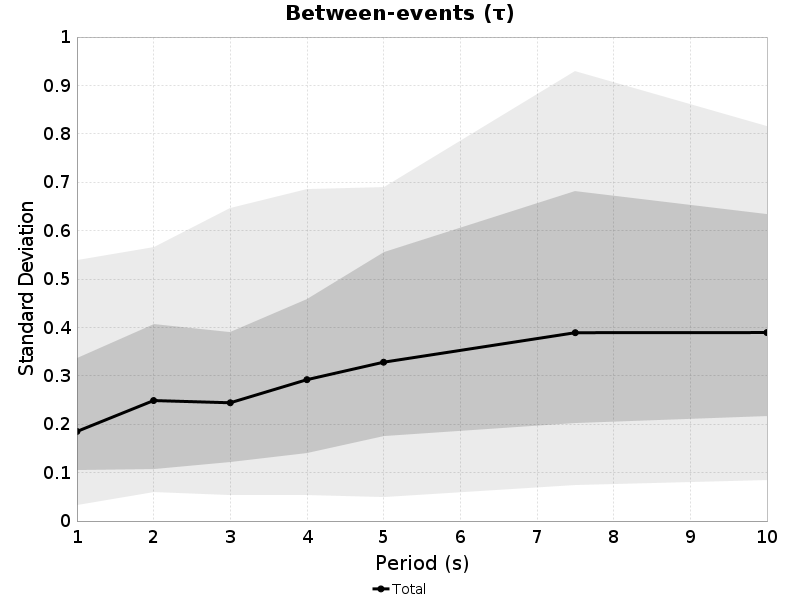 Between-events (τ)
1
0.9
0.8
0.7
0.6
0.5
0.4
0.3
0.2
0.1
0
Standard Deviation
1 2 3 4 5 6 7 8 9 10
Period (s)
Total